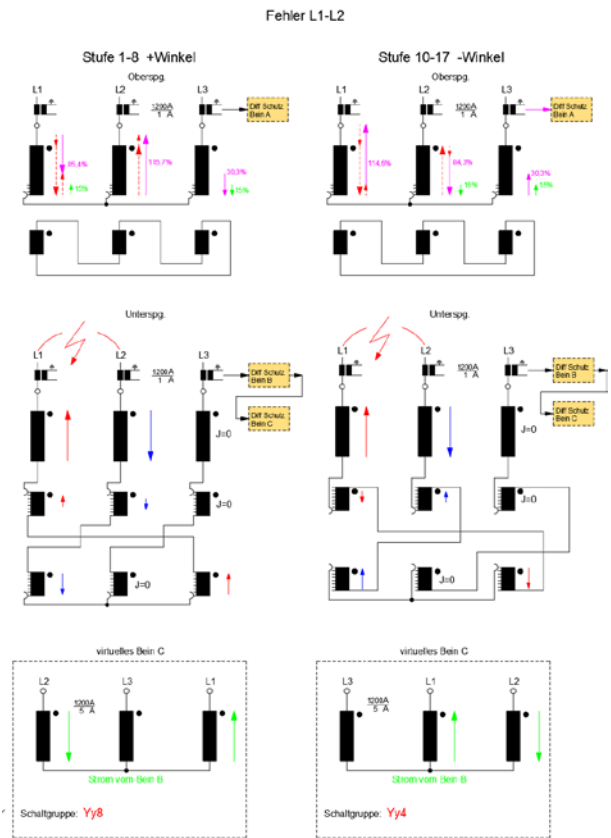 Fehler L1-L2
Stufe 1-8 +Winkel
Oberspg.
L1
L2
L3
1200A
1 A
Diff Schutz
Bein A
85,4%
15%
115,7%
30,3%
15%
Unterspg.
L1
L2
L3
1200A
1 A
Diff Schutz
Bein B
Diff Schutz
Bein C
J=0
J=0
J=0
virtuelles Bein C
L2
L3
L1
1200A
5 A
Strom vom Bein B
Schaltgruppe: Yy8
Stufe 10-17 -Winkel
Oberspg.
L1
L2
L3
1200A
1 A
Diff Schutz
Bein A
114,6%
84,3%
15%
30,3%
15%
Unterspg.
L1
L2
L3
1200A
1 A
Diff Schutz
Bein B
Diff Schutz
Bein C
J=0
J=0
J=0
virtuelles Bein C
L3
L1
L2
1200A
5 A
Strom vom Bein B
Schaltgruppe: Yy4